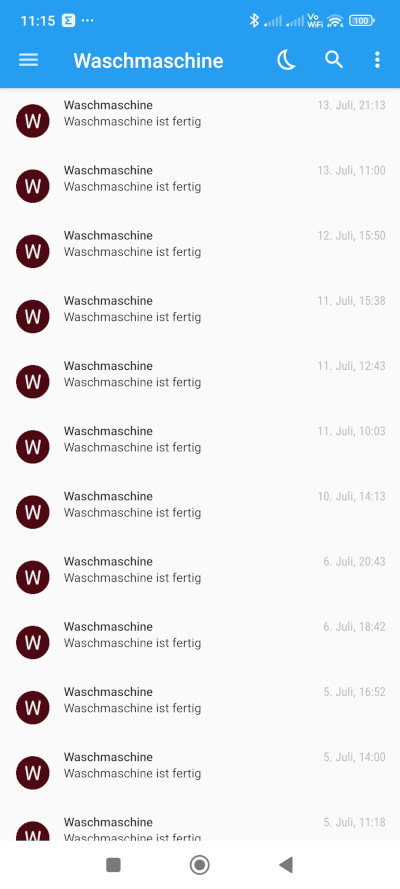 11:15
Vo
WiFi
100
Waschmaschine
W
Waschmaschine
13. Juli, 21:13
Waschmaschine ist fertig
W
Waschmaschine
13. Juli, 11:00
Waschmaschine ist fertig
W
Waschmaschine
12. Juli, 15:50
Waschmaschine ist fertig
W
Waschmaschine
11. Juli, 15:38
Waschmaschine ist fertig
W
Waschmaschine
11. Juli, 12:43
Waschmaschine ist fertig
W
Waschmaschine
11. Juli, 10:03
Waschmaschine ist fertig
W
Waschmaschine
10. Juli, 14:13
Waschmaschine ist fertig
W
Waschmaschine
6. Juli, 20:43
Waschmaschine ist fertig
W
Waschmaschine
6. Juli, 18:42
Waschmaschine ist fertig
W
Waschmaschine
5. Juli, 16:52
Waschmaschine ist fertig
W
Waschmaschine
5. Juli, 14:00
Waschmaschine ist fertig
W
Waschmaschine
5. Juli, 11:18
Waschmaschine ist fertig